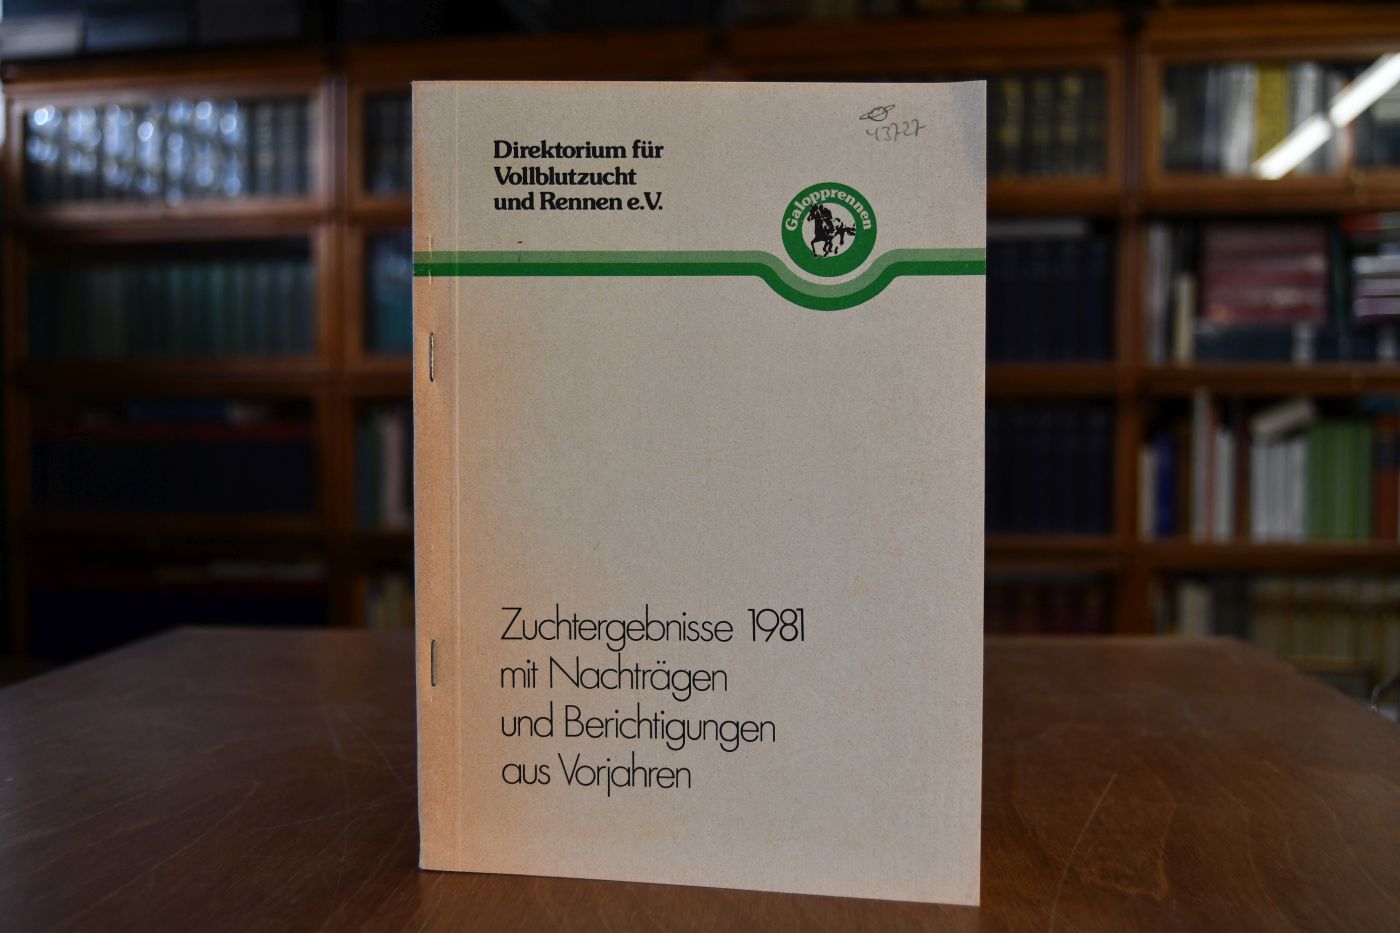 43727
Direktorium für
Vollblutzucht
und Rennen e.V.
Galopprennen
Zuchtergebnisse 1981
mit Nachträgen
und Berichtigungen
aus Vorjahren